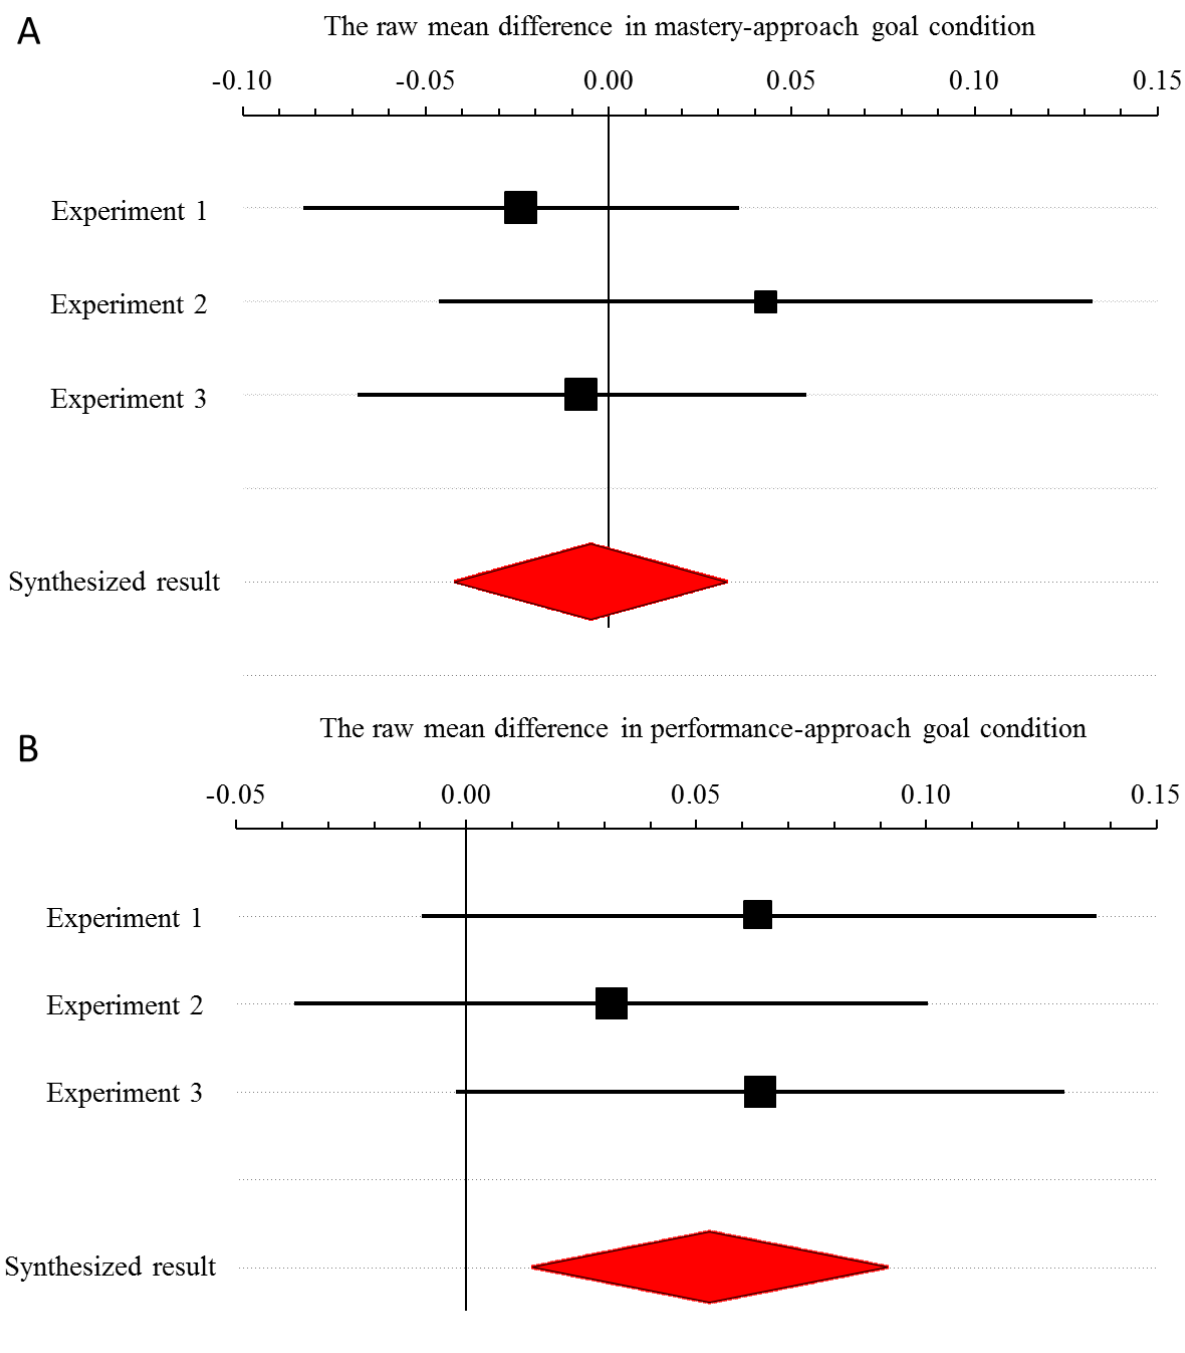 A
The raw mean difference in mastery-approach goal condition
-0.10 -0.05 0.00 0.05 0.10 0.15
Experiment 1
Experiment 2
Experiment 3
Synthesized result
The raw mean difference in performance-approach goal condition
B
-0.05 0.00 0.05 0.10 0.15
Experiment 1
Experiment 2
Experiment 3
Synthesized result